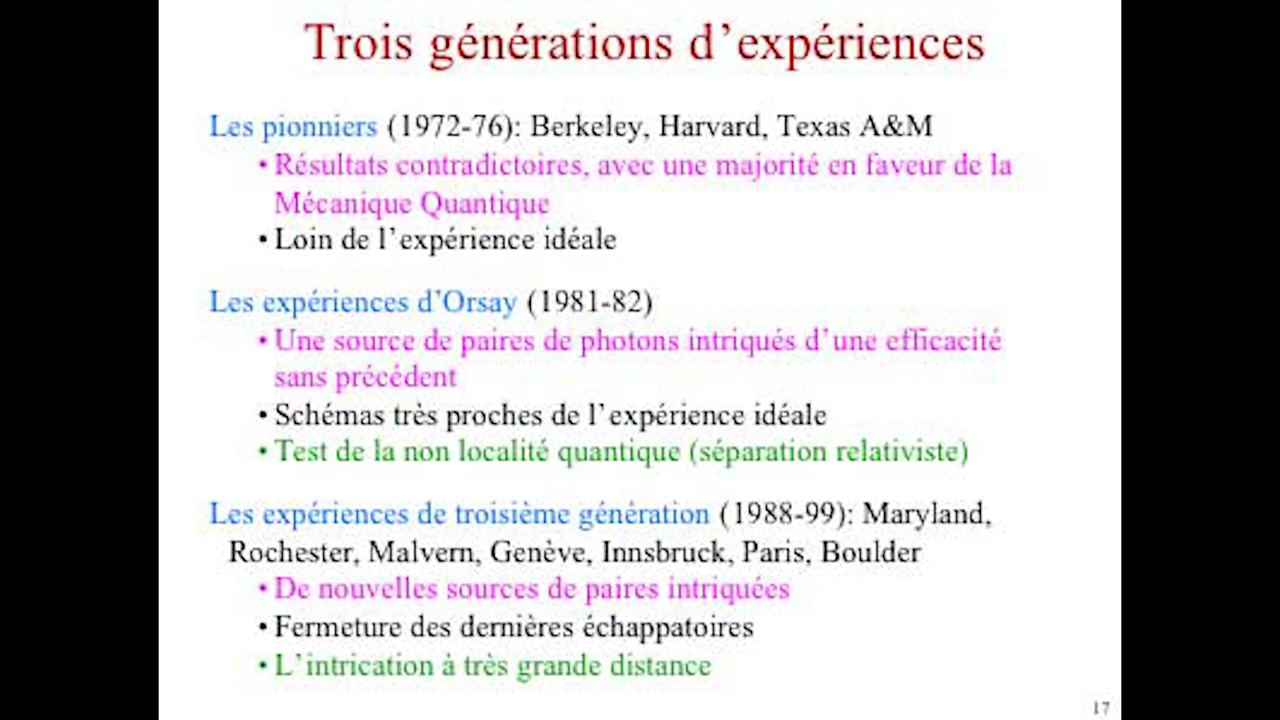 Trois générations d’expériences
Les pionniers (1972-76): Berkeley, Harvard, Texas A&M
• Résultats contradictoires, avec une majorité en faveur de la
Mécanique Quantique
• Loin de l’expérience idéale
Les expériences d’Orsay (1981-82)
• Une source de paires de photons intriqués d’une efficacité
sans précédent
• Schémas très proches de l’expérience idéale
• Test de la non localité quantique (séparation relativiste)
Les expériences de troisième génération (1988-99): Maryland,
Rochester, Malvern, Genève, Innsbruck, Paris, Boulder
• De nouvelles sources de paires intriquées
• Fermeture des dernières échappatoires
• L’intrication à très grande distance
17